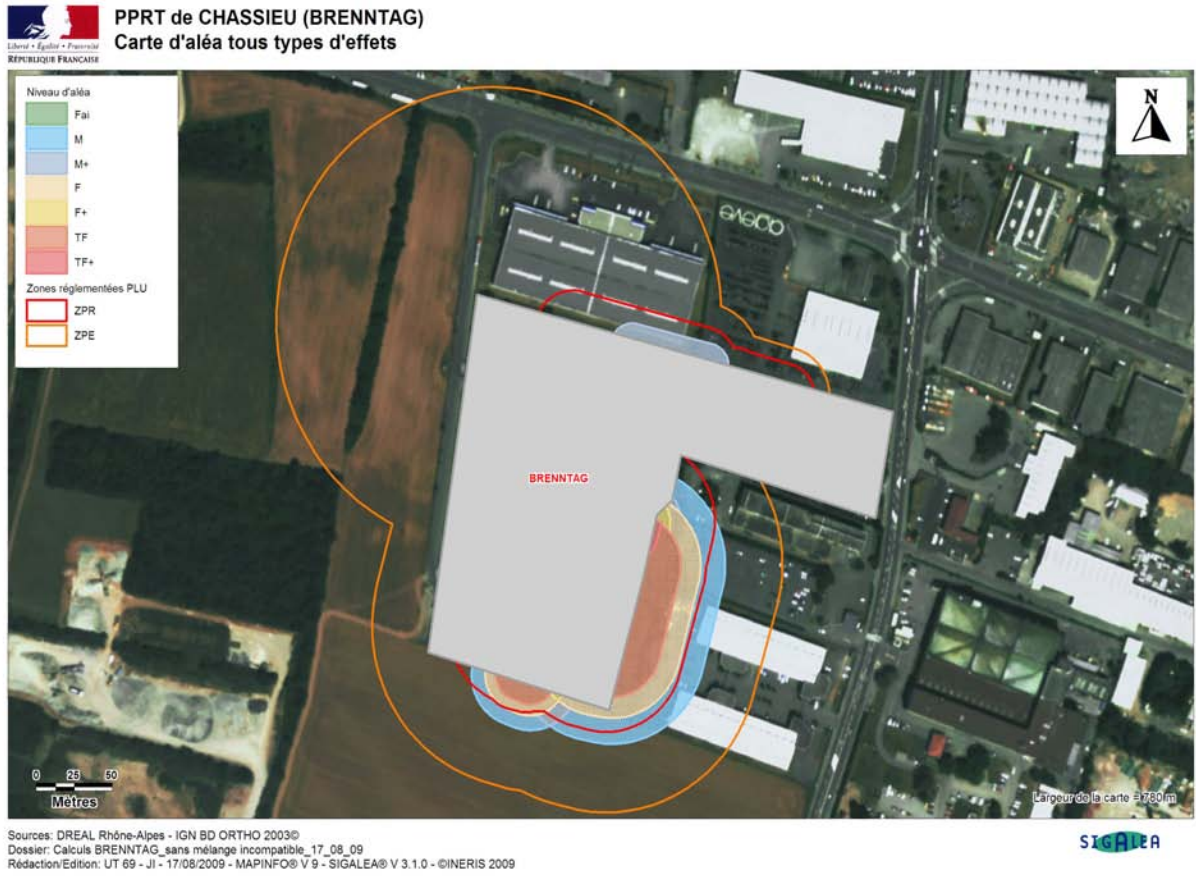 PPRT de CHASSIEU (BRENNTAG)
Carte d'aléa tous types d'effets
Liberté • Égalité • Fraternité
RÉPUBLIQUE FRANÇAISE
Niveau d'aléa
Fai
M
M+
F
F+
TF
TF+
Zones réglementées PLU
ZPR
ZPE
N
ageve
BRENNTAG
0 25 50
Mètres
Largeur de la carte = 780 m
Sources: DREAL Rhône-Alpes - IGN BD ORTHO 2003©
Dossier: Calculs BRENNTAG_sans mélange incompatible_17_08_09
Rédaction/Edition: UT 69 - JI - 17/08/2009 - MAPINFO® V 9 - SIGALEA® V 3.1.0 - ©INERIS 2009
SIGALEA